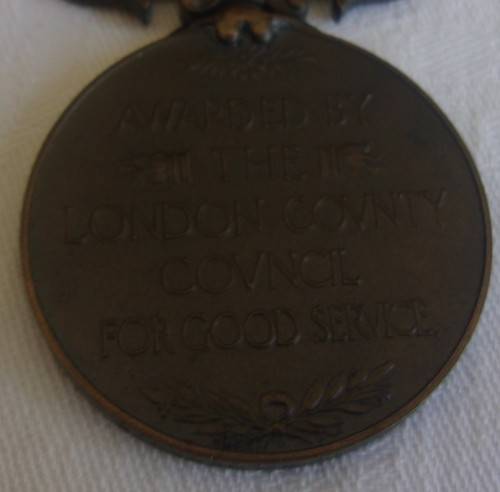 AWARDED BY
THE
LONDON COVNTY
COVNCIL
FOR GOOD SERVICE.